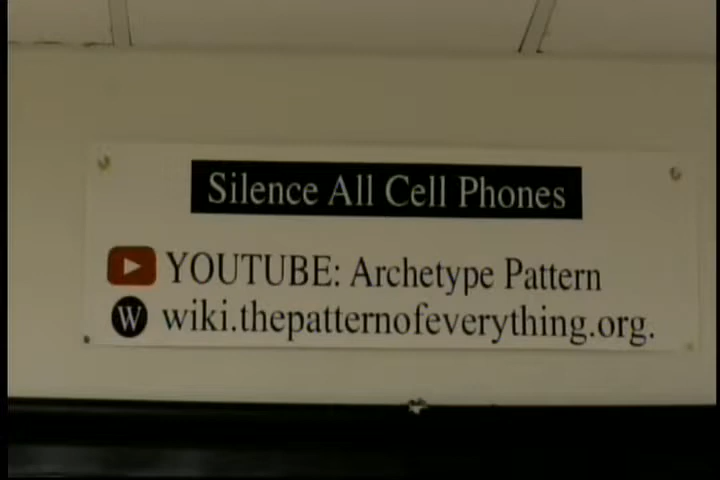 Silence All Cell Phones
YOUTUBE: Archetype Pattern
W wiki.thepatternofeverything.org.